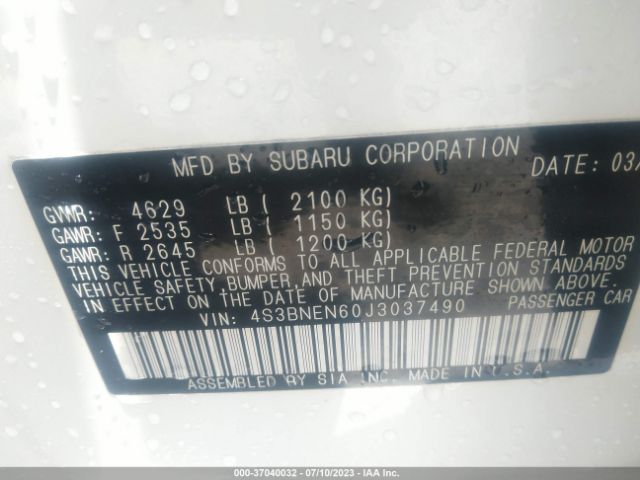 MFD BY SUBARU CORPORATION DATE: 03/
GVWR: 4629 LB ( 2100 KG)
GAWR: F 2535 LB ( 1150 KG)
GAWR: R 2645 LB ( 1200 KG)
THIS VEHICLE CONFORMS TO ALL APPLICABLE FEDERAL MOTOR
VEHICLE SAFETY, BUMPER, AND THEFT PREVENTION STANDARDS
IN EFFECT ON THE DATE OF MANUFACTURE SHOWN ABOVE.
VIN: 4S3BNEN60J3037490 PASSENGER CAR
ASSEMBLED BY SIA INC. MADE IN U.S.A.
000-37040032 - 07/10/2023 - IAA Inc.